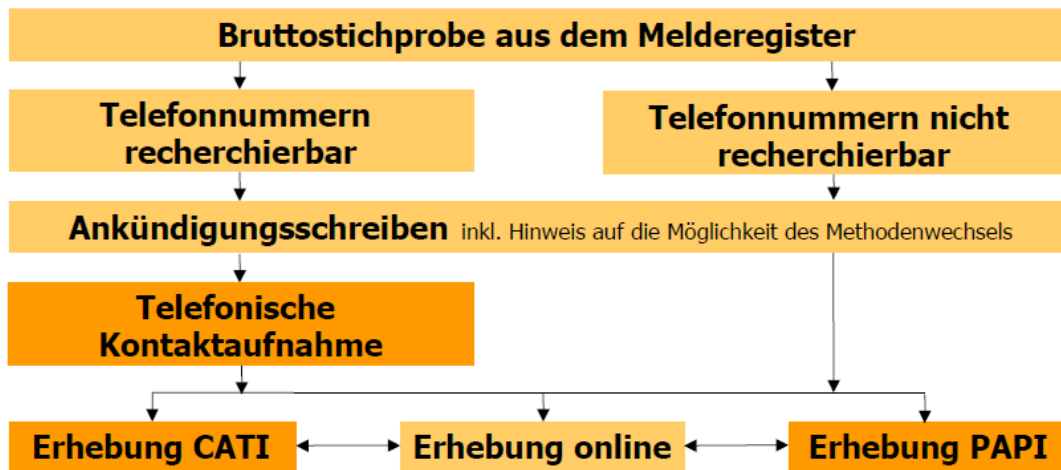 Bruttostichprobe aus dem Melderegister
Telefonnummern
recherchierbar
Telefonnummern nicht
recherchierbar
Ankündigungsschreiben inkl. Hinweis auf die Möglichkeit des Methodenwechsels
Telefonische
Kontaktaufnahme
Erhebung CATI
Erhebung online
Erhebung PAPI